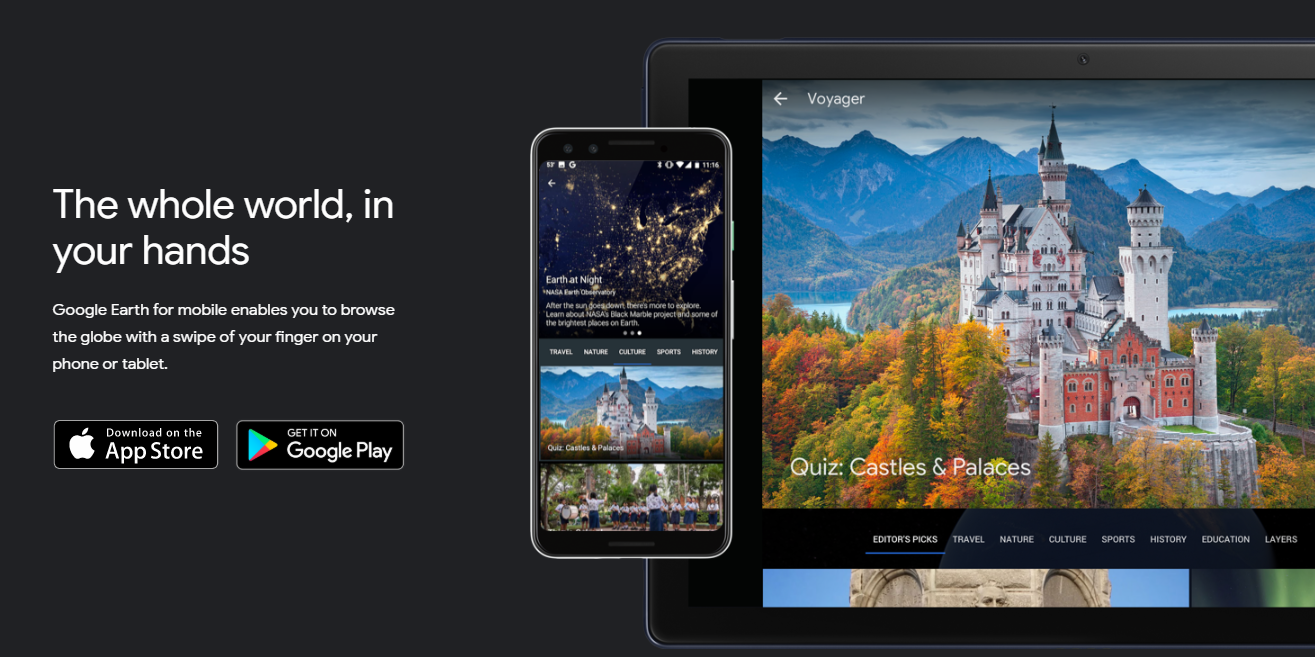 The whole world, in
your hands
Google Earth for mobile enables you to browse
the globe with a swipe of your finger on your
phone or tablet.
Download on the
App Store
GET IT ON
Google Play
53° G 11:16
Earth at Night
NASA Earth Observatory
After the sun goes down, there's more to explore.
Learn about NASA's Black Marble project and some of
the brightest places on Earth.
TRAVEL NATURE CULTURE SPORTS HISTORY
Quiz: Castles & Palaces
Voyager
Quiz: Castles & Palaces
EDITOR'S PICKS TRAVEL NATURE CULTURE SPORTS HISTORY EDUCATION LAYERS